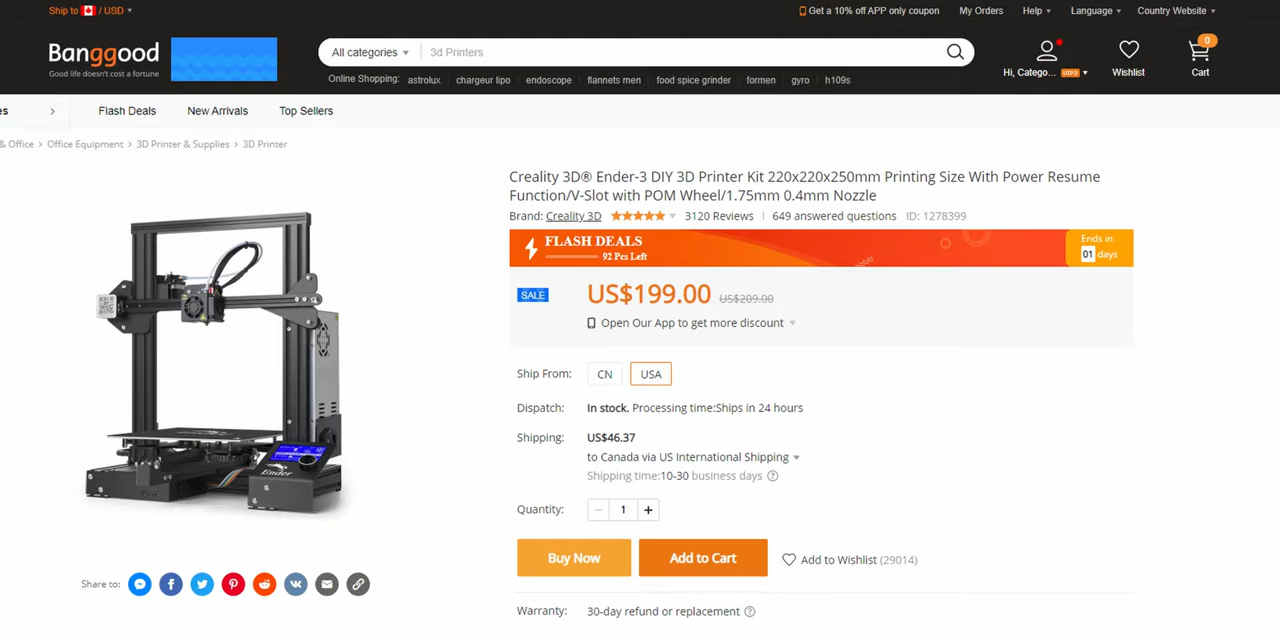 Ship to / USD
Get a 10% off APP only coupon
My Orders
Help
Language
Country Website
Banggood
Good life doesn't cost a fortune
All categories
3d Printers
Hi, Catego... VIP3
Wishlist
0
Cart
Online Shopping: astrolux chargeur lipo endoscope flannets men food spice grinder formen gyro h109s
es > Flash Deals New Arrivals Top Sellers
& Office > Office Equipment > 3D Printer & Supplies > 3D Printer
Creality 3D® Ender-3 DIY 3D Printer Kit 220x220x250mm Printing Size With Power Resume
Function/V-Slot with POM Wheel/1.75mm 0.4mm Nozzle
Brand: Creality 3D 3120 Reviews | 649 answered questions ID: 1278399
FLASH DEALS
92 Pcs Left
Ends in
01 days
SALE US$199.00 US$209.00
Open Our App to get more discount
Ship From: CN USA
Dispatch: In stock. Processing time:Ships in 24 hours
Shipping: US$46.37
to Canada via US International Shipping
Shipping time:10-30 business days ?
Quantity: − 1 +
Buy Now
Add to Cart
Add to Wishlist (29014)
Warranty: 30-day refund or replacement ?
Share to:
Ender